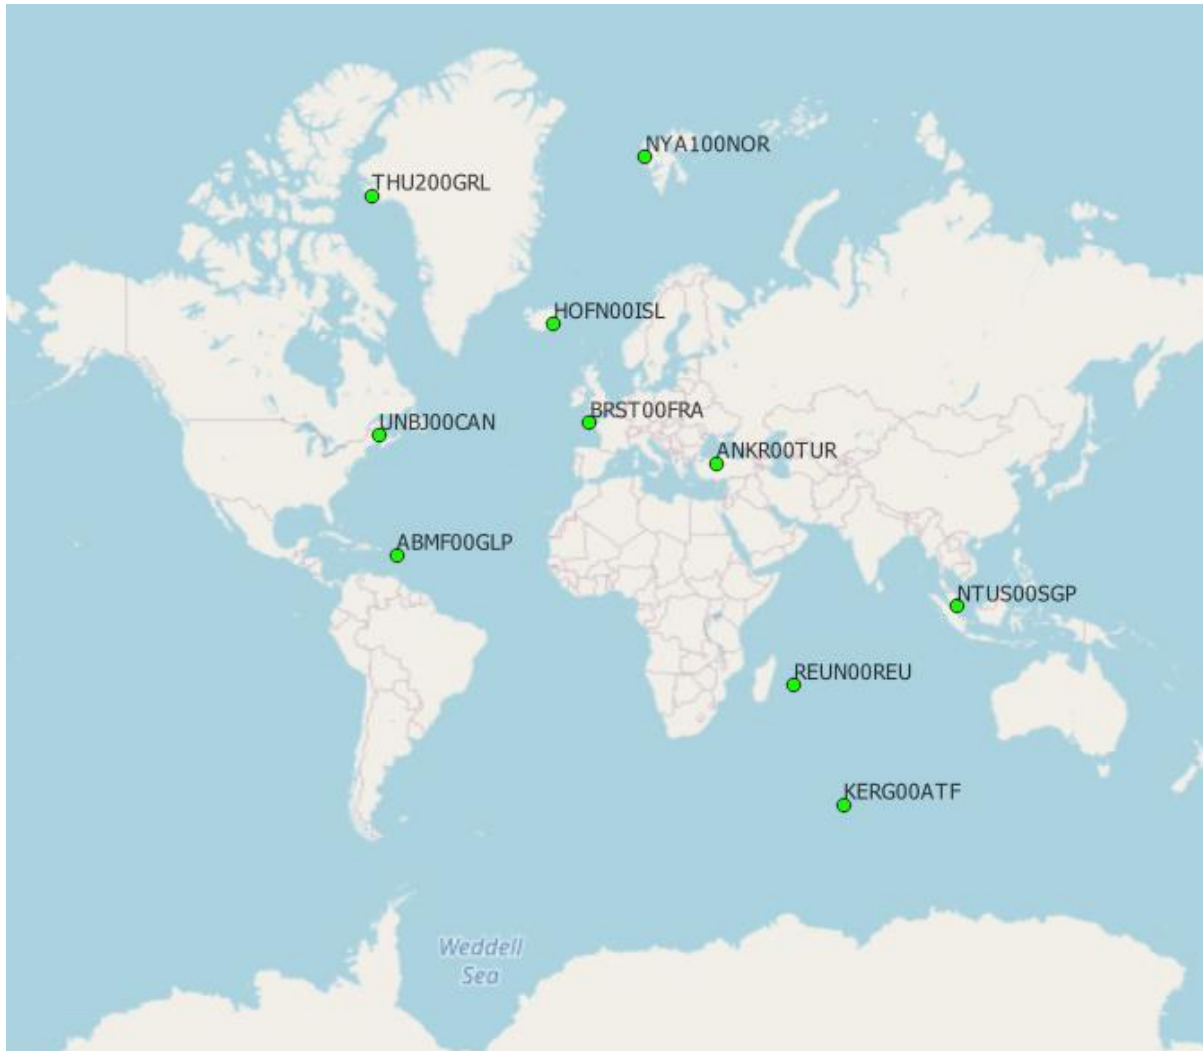 NYA100NOR
THU200GRL
HOFN00ISL
BRST00FRA
UNBJ00CAN
ANKR00TUR
ABMF00GLP
NTUS00SGP
REUN00REU
KERG00ATF
Weddell
Sea